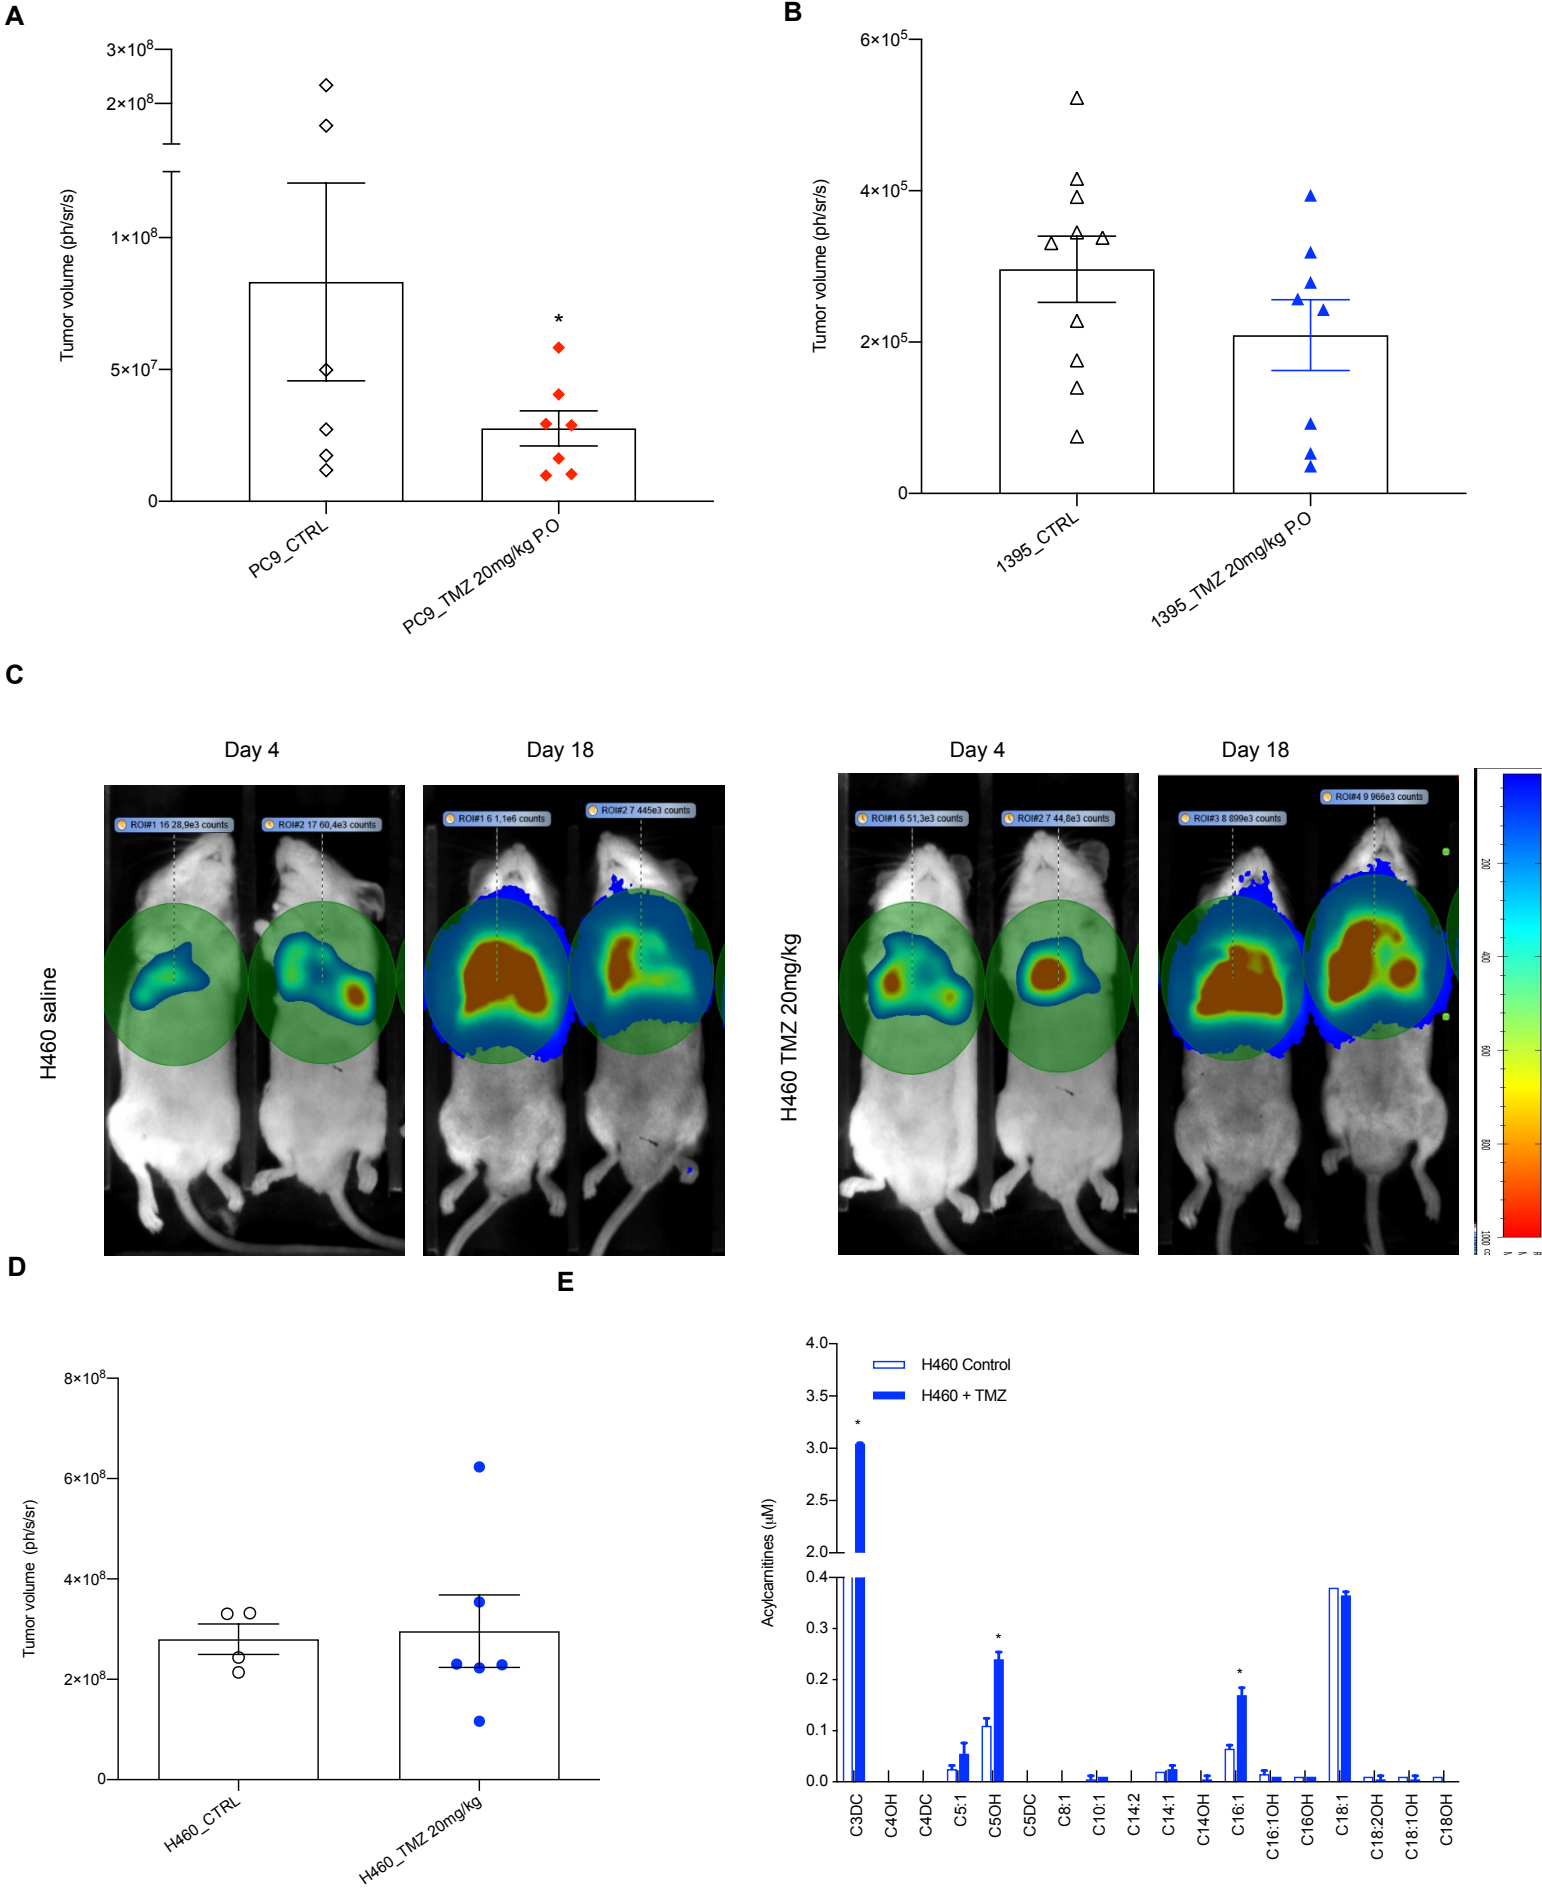 A
3×10⁸
2×10⁸
1×10⁸
5×10⁷
0
Tumor volume (ph/sr/s)
*
PC9_CTRL
PC9_TMZ 20mg/kg P.O
B
6×10⁵
4×10⁵
2×10⁵
0
Tumor volume (ph/sr/s)
1395_CTRL
1395_TMZ 20mg/kg P.O
C
Day 4
Day 18
Day 4
Day 18
H460 saline
ROI#1 16 28,9e3 counts
ROI#2 17 60,4e3 counts
ROI#1 6 1,1e6 counts
ROI#2 7 445e3 counts
H460 TMZ 20mg/kg
ROI#1 6 51,3e3 counts
ROI#2 7 44,8e3 counts
ROI#3 8 899e3 counts
ROI#4 9 966e3 counts
200
400
600
800
1000
D
8×10⁸
6×10⁸
4×10⁸
2×10⁸
0
Tumor volume (ph/s/sr)
H460_CTRL
H460_TMZ 20mg/kg
E
4.0
3.5
3.0
2.5
2.0
0.4
0.3
0.2
0.1
0.0
Acylcarnitines (μM)
H460 Control
H460 + TMZ
*
*
*
C3DC
C4OH
C4DC
C5:1
C5OH
C5DC
C8:1
C10:1
C14:2
C14:1
C14OH
C16:1
C16:1OH
C16OH
C18:1
C18:2OH
C18:1OH
C18OH